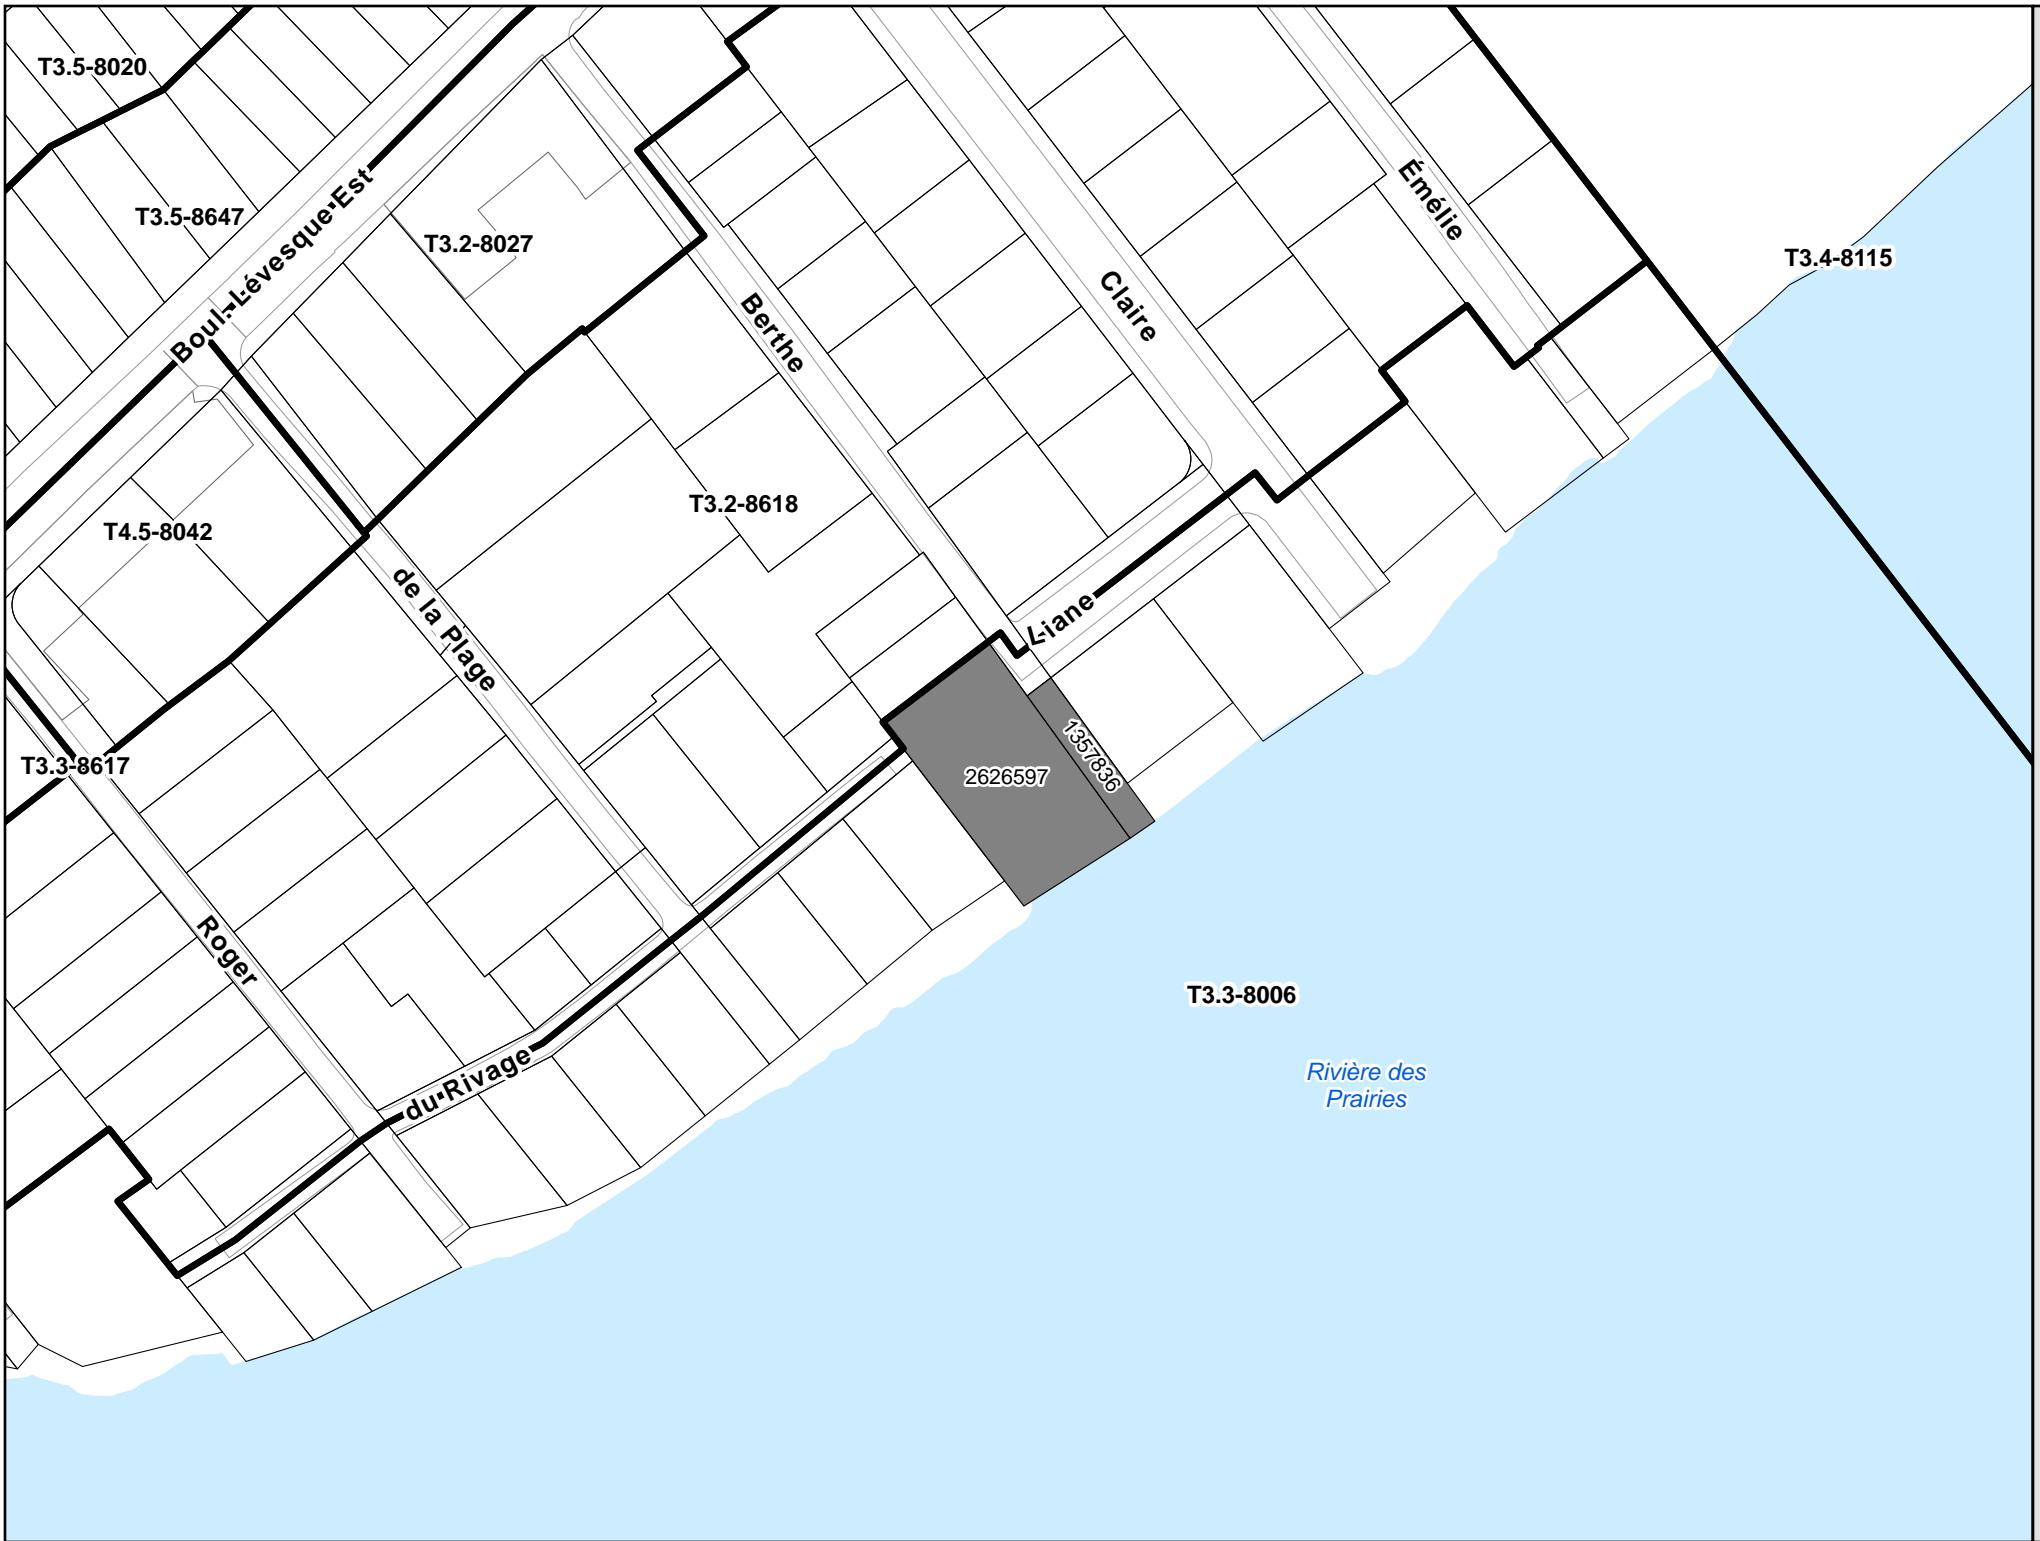 T3.5-8020
T3.5-8647
Boul. Lévesque Est
T3.2-8027
Émélie
T3.4-8115
Claire
Berthe
T3.2-8618
T4.5-8042
de la Plage
Liane
1357836
2626597
T3.3-8617
Roger
T3.3-8006
du Rivage
Rivière des
Prairies